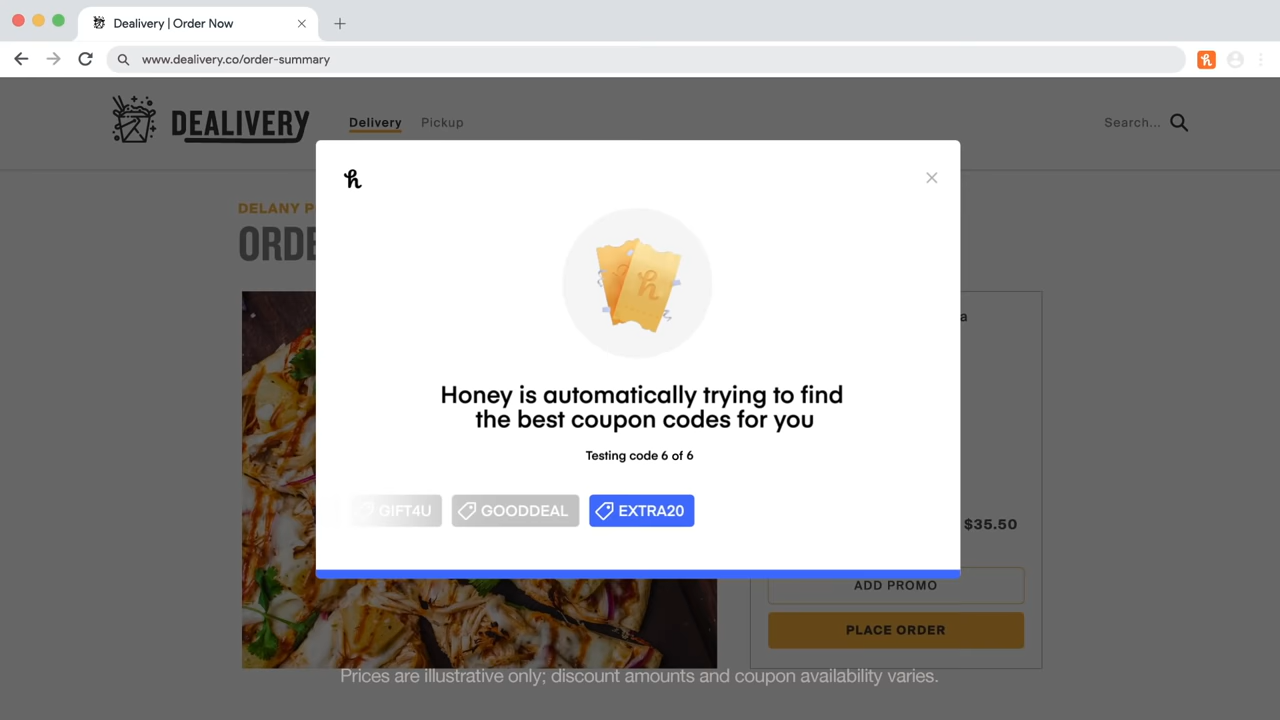 Dealivery | Order Now
www.dealivery.co/order-summary
DEALIVERY
Delivery
Pickup
Search...
DELANY P
ORDE
Honey is automatically trying to find
the best coupon codes for you
Testing code 6 of 6
GIFT4U
GOODDEAL
EXTRA20
a
$35.50
ADD PROMO
PLACE ORDER
Prices are illustrative only; discount amounts and coupon availability varies.